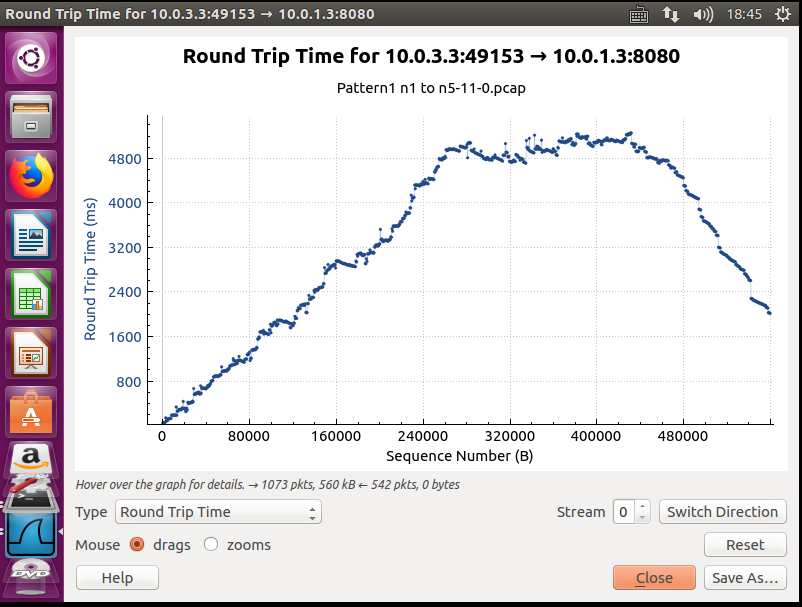 Round Trip Time for 10.0.3.3:49153 → 10.0.1.3:8080
18:45
Round Trip Time for 10.0.3.3:49153 → 10.0.1.3:8080
Pattern1 n1 to n5-11-0.pcap
Round Trip Time (ms)
4800
4000
3200
2400
1600
800
0 80000 160000 240000 320000 400000 480000
Sequence Number (B)
Hover over the graph for details. → 1073 pkts, 560 kB ← 542 pkts, 0 bytes
Type Round Trip Time Stream 0 Switch Direction
Mouse drags zooms Reset
Help Close Save As...
A
a
DVD